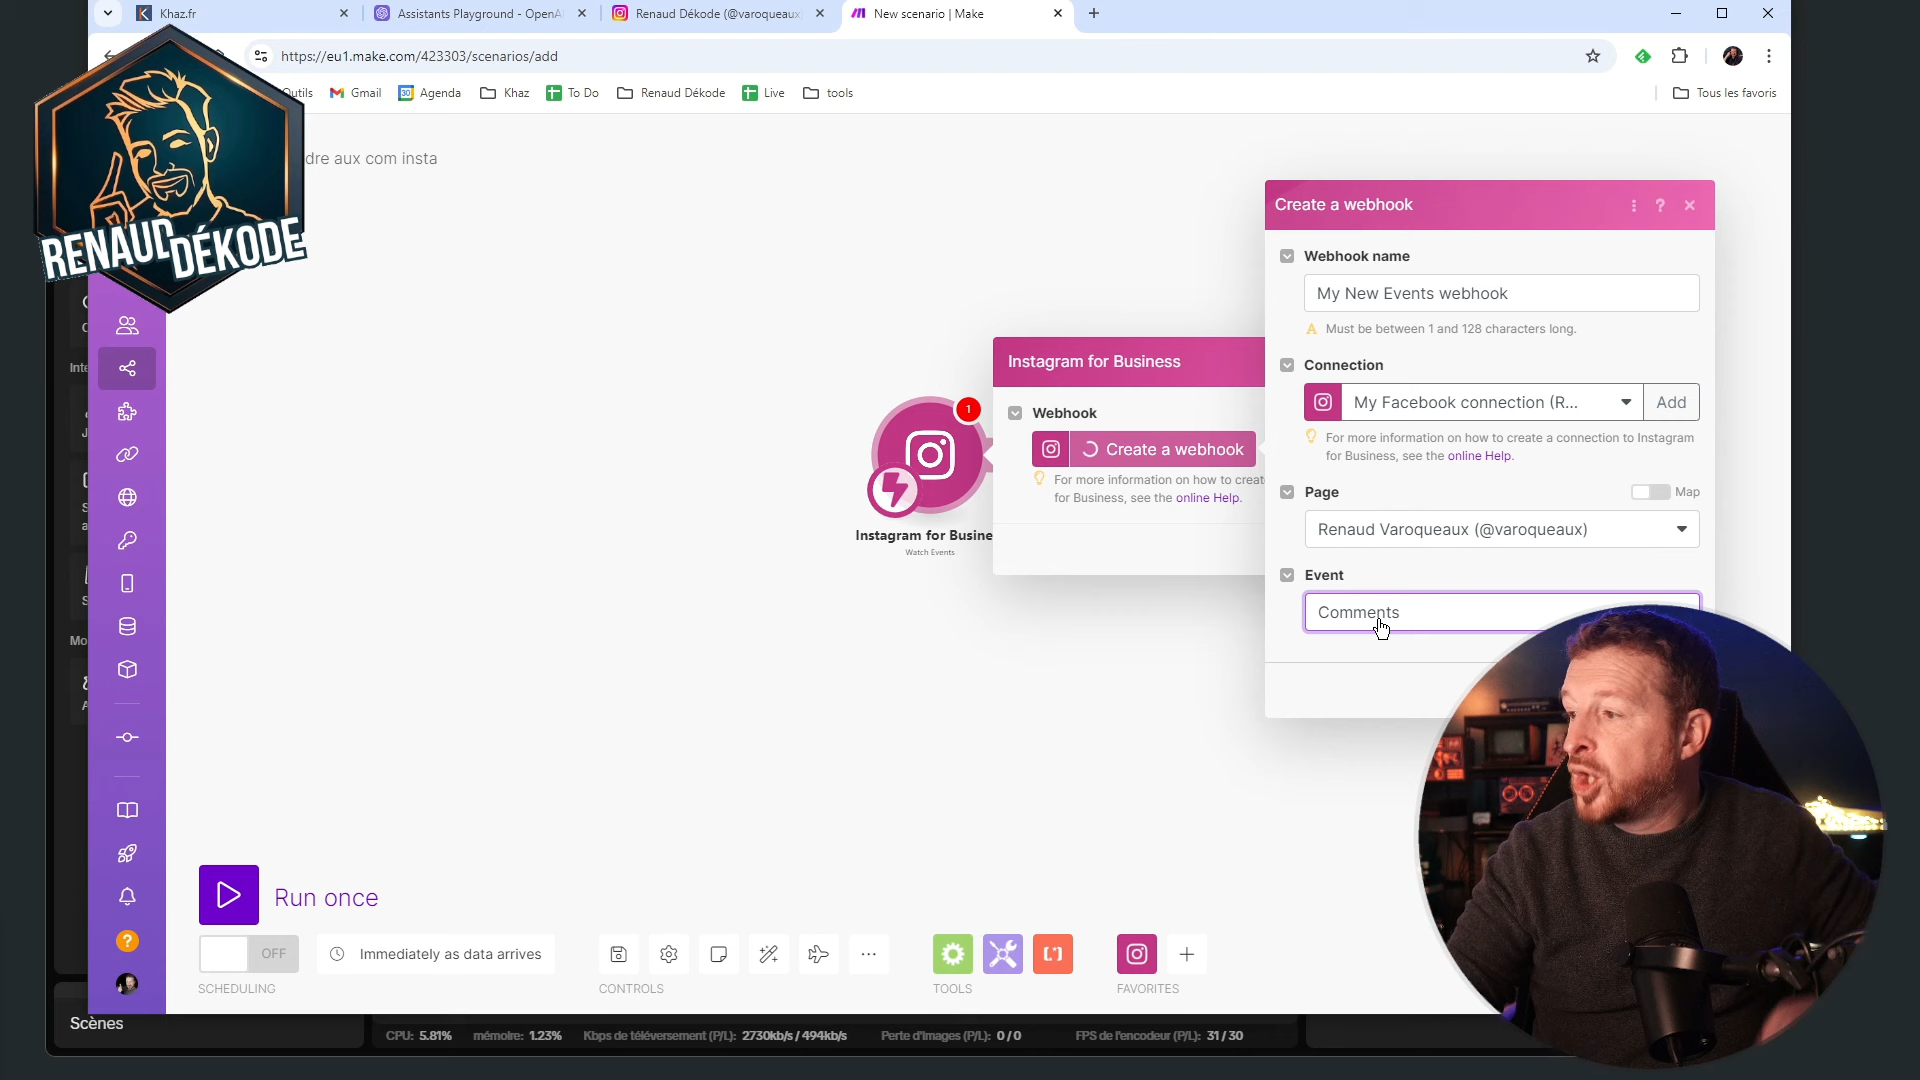 Khaz.fr
Assistants Playground - OpenA
Renaud Dékode (@varoqueaux
New scenario | Make
https://eu1.make.com/423303/scenarios/add
Outils
Gmail
Agenda
Khaz
To Do
Renaud Dékode
Live
tools
Tous les favoris
RENAUD DÉKODE
dre aux com insta
Create a webhook
Webhook name
My New Events webhook
Must be between 1 and 128 characters long.
Connection
My Facebook connection (R...
Add
For more information on how to create a connection to Instagram
for Business, see the online Help.
Page
Map
Renaud Varoqueaux (@varoqueaux)
Event
Comments
Instagram for Business
Webhook
Create a webhook
For more information on how to creat
for Business, see the online Help.
1
Instagram for Busine
Watch Events
Inte
Mo
Run once
OFF
Immediately as data arrives
SCHEDULING
CONTROLS
TOOLS
FAVORITES
Scènes
CPU: 5.81%
mémoire: 1.23%
Kbps de téléversement (P/L): 2730kb/s / 494kb/s
Perte d'images (P/L): 0 / 0
FPS de l'encodeur (P/L): 31 / 30